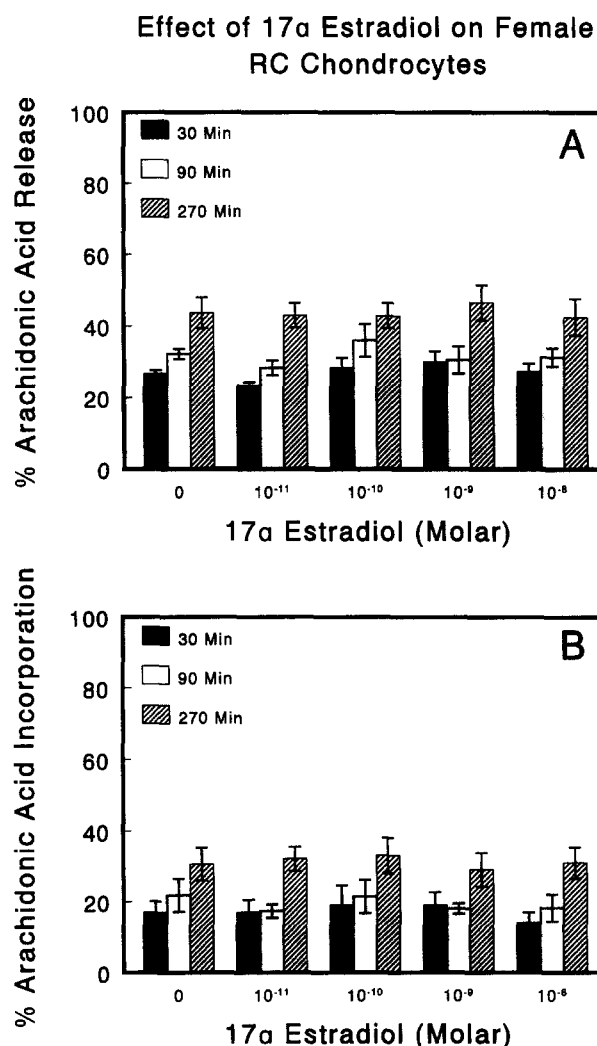 Effect of 17α Estradiol on Female
RC Chondrocytes
% Arachidonic Acid Release
100
80
60
40
20
0
30 Min
90 Min
270 Min
A
0
10⁻¹¹
10⁻¹⁰
10⁻⁹
10⁻⁸
17α Estradiol (Molar)
% Arachidonic Acid Incorporation
100
80
60
40
20
0
30 Min
90 Min
270 Min
B
0
10⁻¹¹
10⁻¹⁰
10⁻⁹
17α Estradiol (Molar)